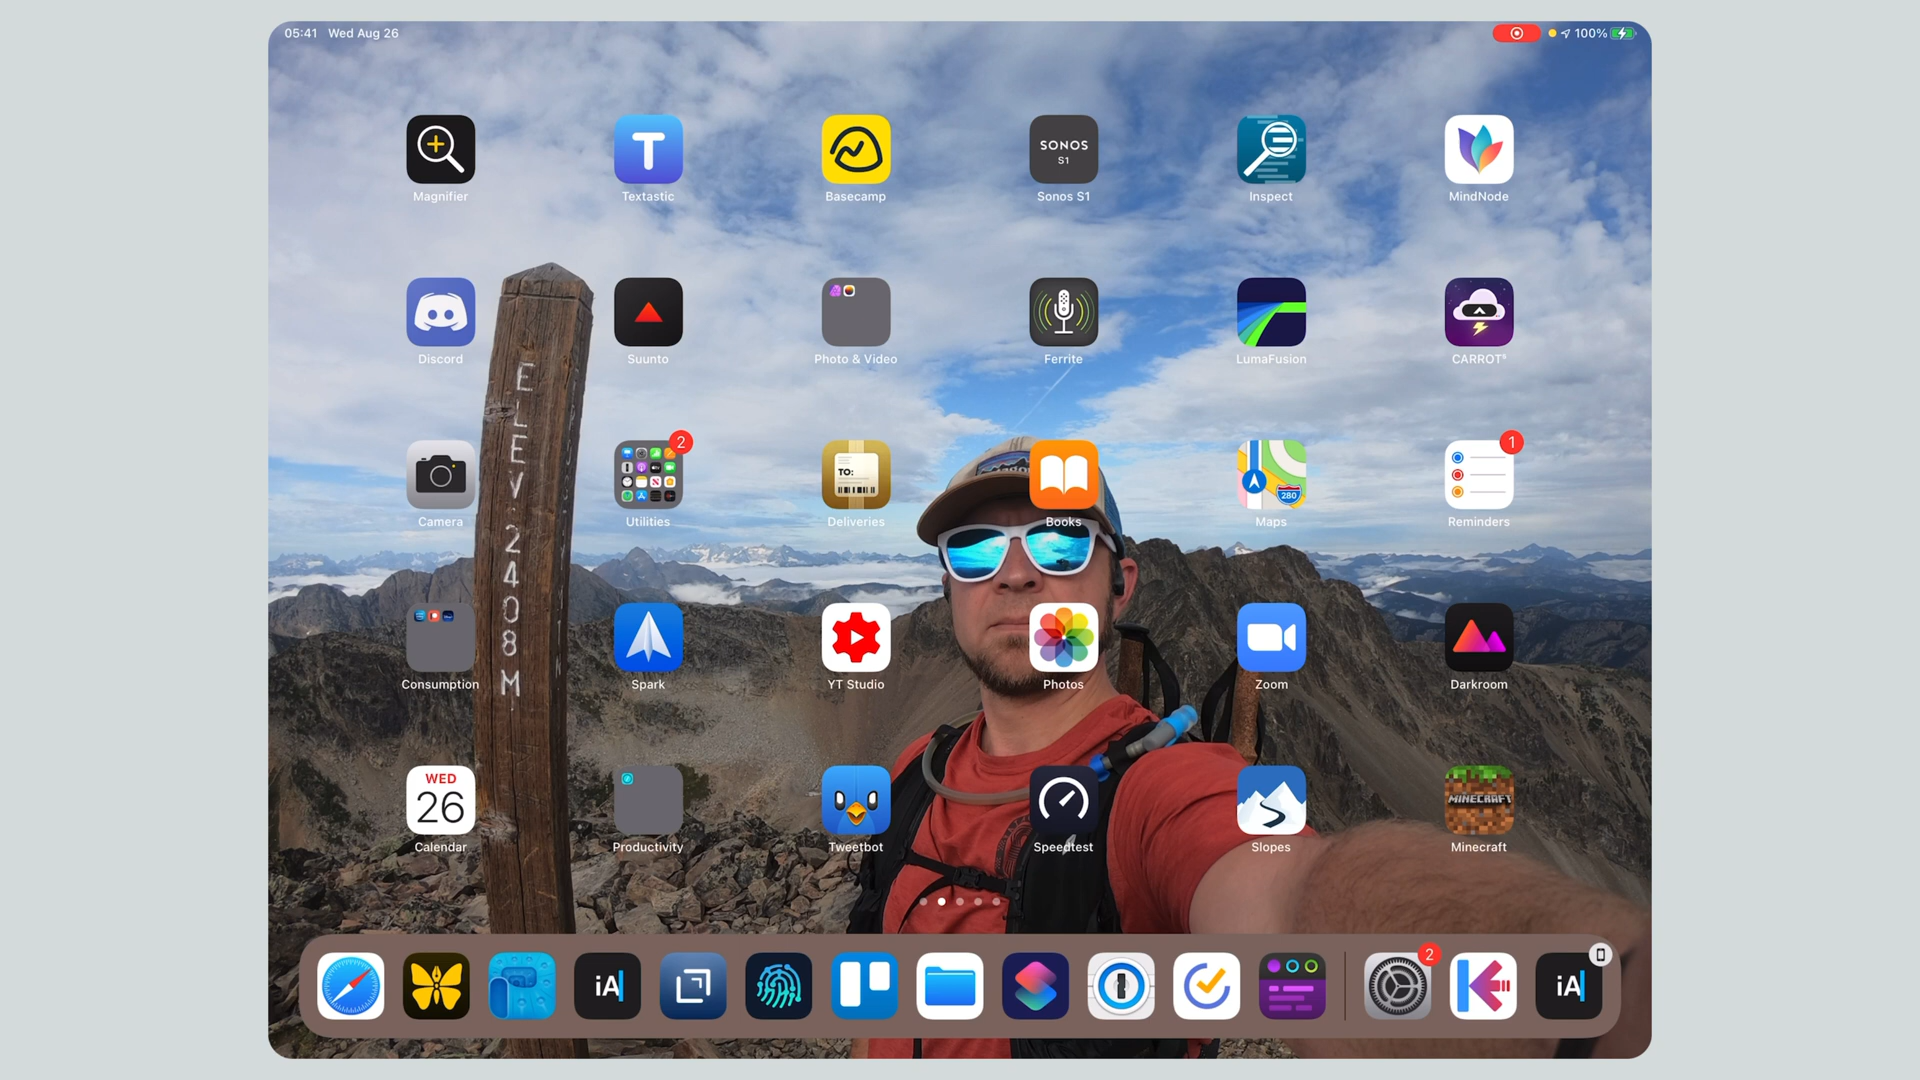 05:41 Wed Aug 26
100%
SONOS
S1
Magnifier
Textastic
Basecamp
Sonos S1
Inspect
MindNode
Discord
Suunto
Photo & Video
Ferrite
LumaFusion
CARROT⁵
2
TO:
280
1
Camera
Utilities
Deliveries
Books
Maps
Reminders
ELEV. 2408 M
Consumption
Spark
YT Studio
Photos
Zoom
Darkroom
WED
26
MINECRAFT
Calendar
Productivity
Tweetbot
Speedtest
Slopes
Minecraft
iA
2
iA